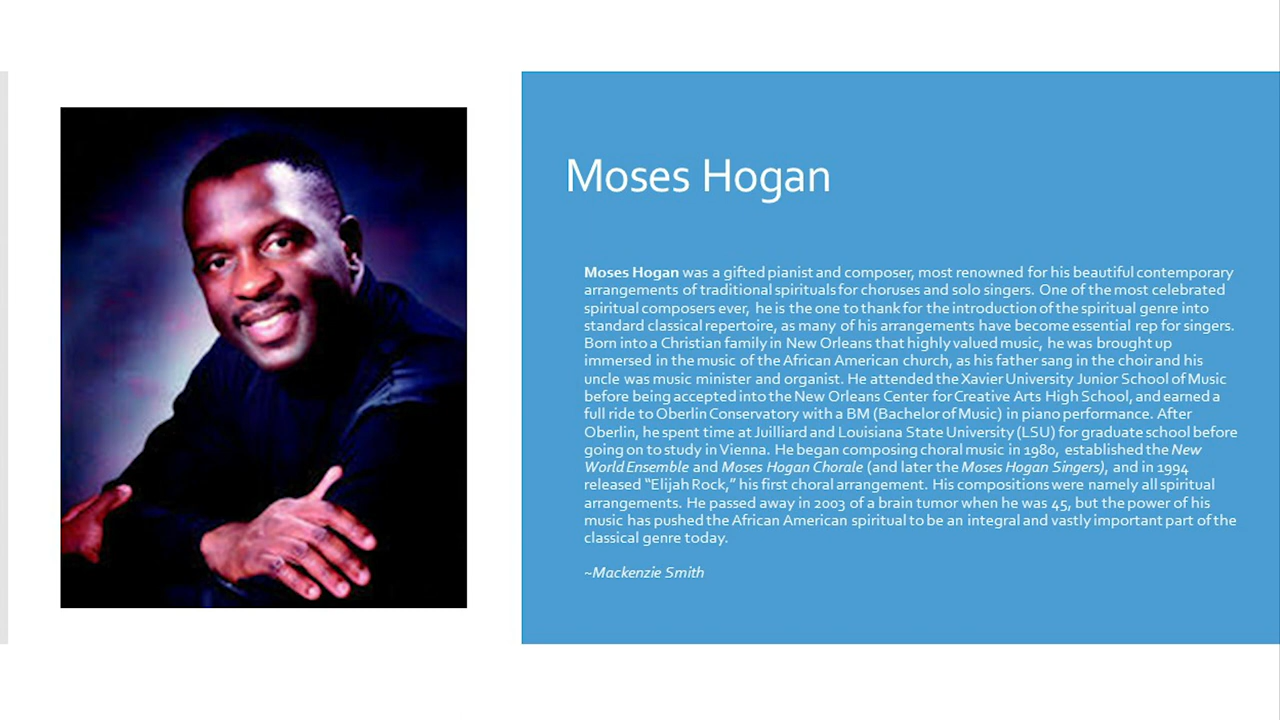 Moses Hogan
Moses Hogan was a gifted pianist and composer, most renowned for his beautiful contemporary
arrangements of traditional spirituals for choruses and solo singers. One of the most celebrated
spiritual composers ever, he is the one to thank for the introduction of the spiritual genre into
standard classical repertoire, as many of his arrangements have become essential rep for singers.
Born into a Christian family in New Orleans that highly valued music, he was brought up
immersed in the music of the African American church, as his father sang in the choir and his
uncle was music minister and organist. He attended the Xavier University Junior School of Music
before being accepted into the New Orleans Center for Creative Arts High School, and earned a
full ride to Oberlin Conservatory with a BM (Bachelor of Music) in piano performance. After
Oberlin, he spent time at Juilliard and Louisiana State University (LSU) for graduate school before
going on to study in Vienna. He began composing choral music in 1980, established the New
World Ensemble and Moses Hogan Chorale (and later the Moses Hogan Singers), and in 1994
released “Elijah Rock,” his first choral arrangement. His compositions were namely all spiritual
arrangements. He passed away in 2003 of a brain tumor when he was 45, but the power of his
music has pushed the African American spiritual to be an integral and vastly important part of the
classical genre today.
~Mackenzie Smith